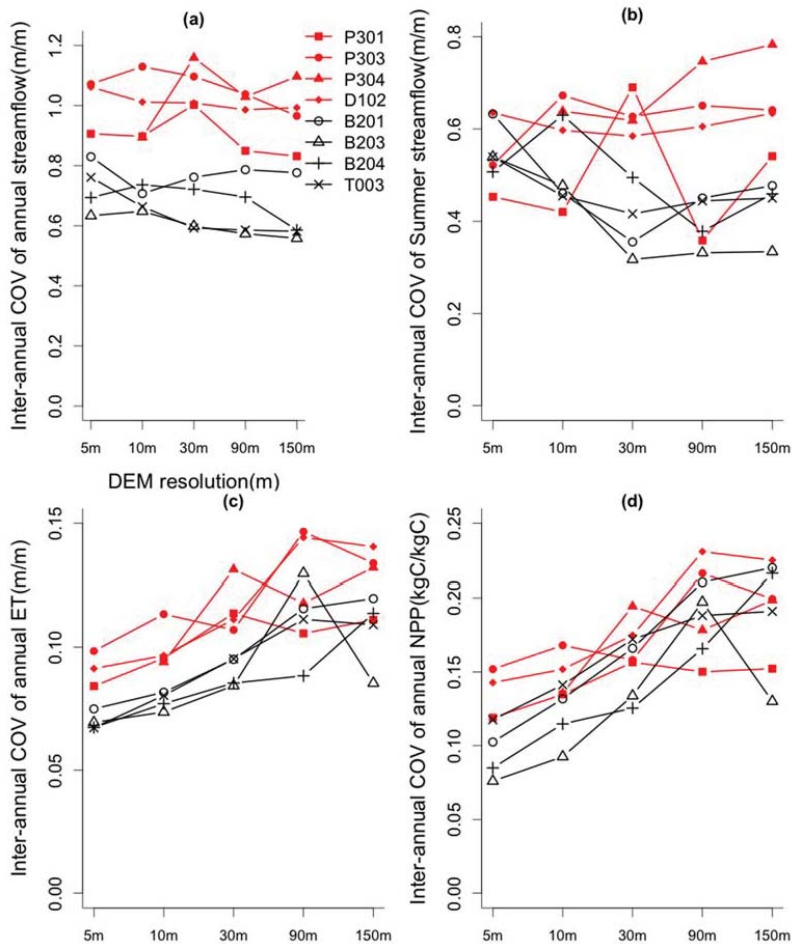 (a)
Inter-annual COV of annual streamflow(m/m)
1.2
1.0
0.8
0.6
0.4
0.2
0.0
5m 10m 30m 90m 150m
DEM resolution(m)
P301
P303
P304
D102
B201
B203
B204
T003
(b)
Inter-annual COV of Summer streamflow(m/m)
0.8
0.6
0.4
0.2
0.0
5m 10m 30m 90m 150m
(c)
Inter-annual COV of annual ET(m/m)
0.15
0.10
0.05
0.00
5m 10m 30m 90m 150m
(d)
Inter-annual COV of annual NPP(kgC/kgC)
0.25
0.20
0.15
0.10
0.05
0.00
5m 10m 30m 90m 150m